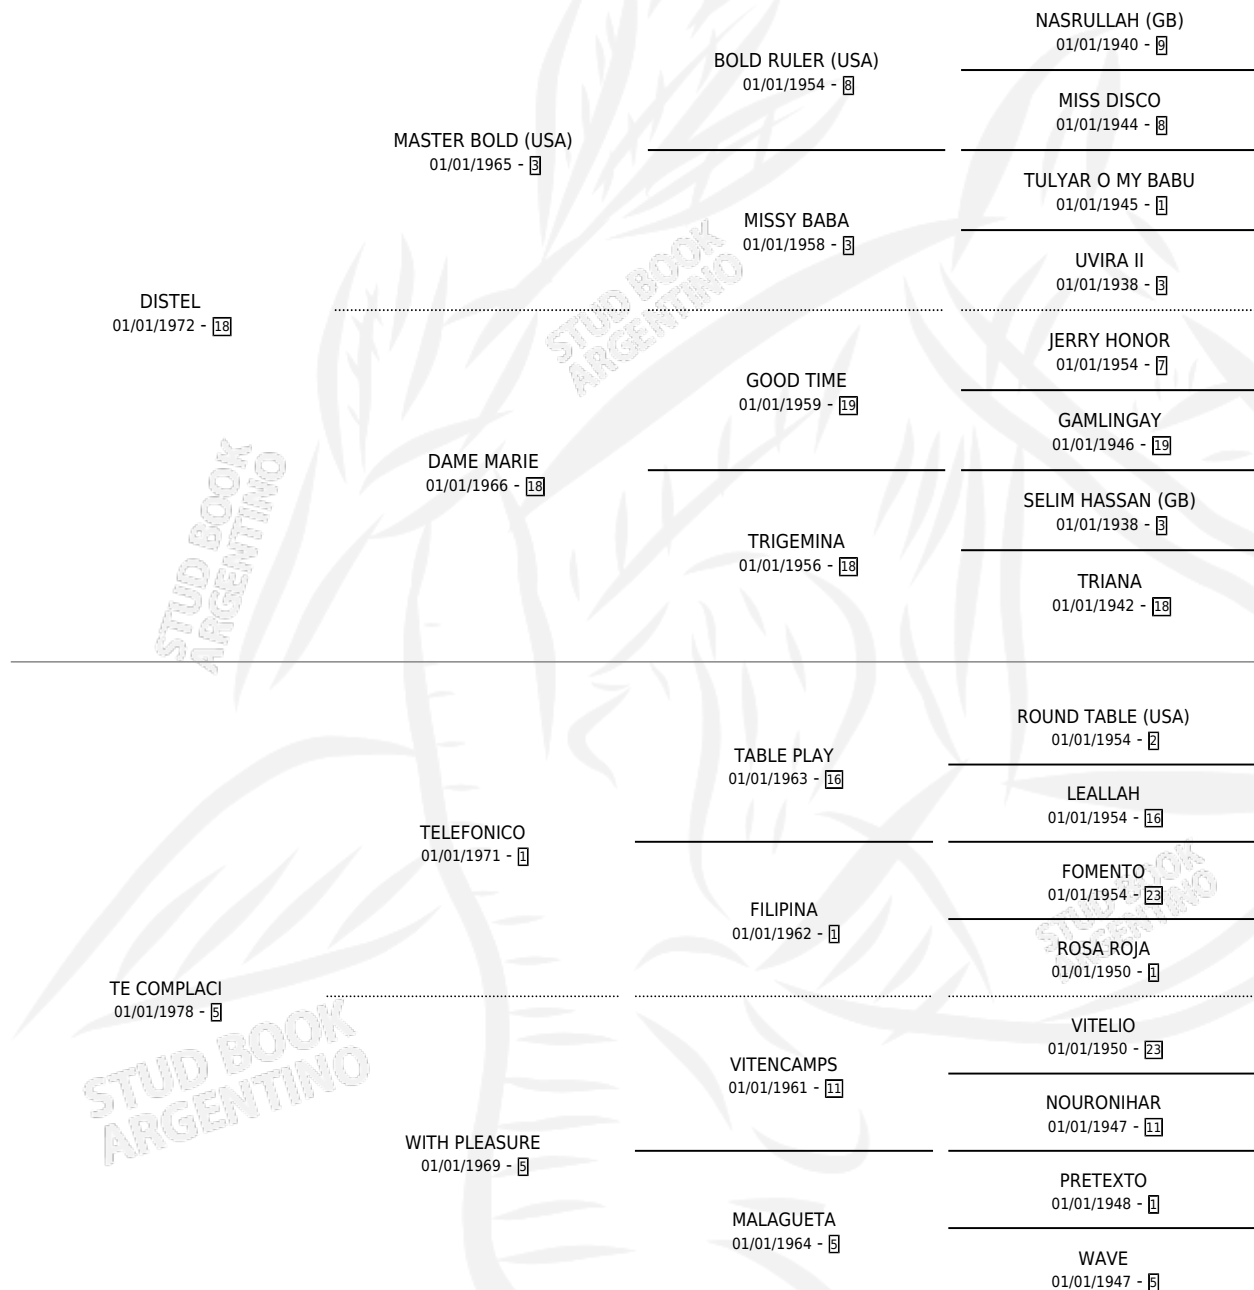 NASRULLAH (GB)
01/01/1940 - 9
BOLD RULER (USA)
01/01/1954 - 8
MISS DISCO
01/01/1944 - 8
MASTER BOLD (USA)
01/01/1965 - 3
TULYAR O MY BABU
01/01/1945 - 1
MISSY BABA
01/01/1958 - 3
UVIRA II
01/01/1938 - 3
DISTEL
01/01/1972 - 18
JERRY HONOR
01/01/1954 - 7
GOOD TIME
01/01/1959 - 19
GAMLINGAY
01/01/1946 - 19
DAME MARIE
01/01/1966 - 18
SELIM HASSAN (GB)
01/01/1938 - 3
TRIGEMINA
01/01/1956 - 18
TRIANA
01/01/1942 - 18
ROUND TABLE (USA)
01/01/1954 - 2
TABLE PLAY
01/01/1963 - 16
LEALLAH
01/01/1954 - 16
TELEFONICO
01/01/1971 - 1
FOMENTO
01/01/1954 - 23
FILIPINA
01/01/1962 - 1
ROSA ROJA
01/01/1950 - 1
TE COMPLACI
01/01/1978 - 5
VITELIO
01/01/1950 - 23
VITENCAMPS
01/01/1961 - 11
NOURONIHAR
01/01/1947 - 11
WITH PLEASURE
01/01/1969 - 5
PRETEXTO
01/01/1948 - 1
MALAGUETA
01/01/1964 - 5
WAVE
01/01/1947 - 5
STUD BOOK
ARGENTINO
STUD BOOK
ARGENTINO
STUD BOOK
ARGENTINO
STUD BOOK
ARGENTINO